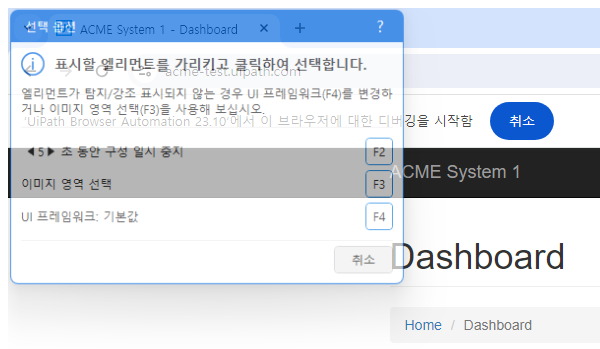 선택 옵션
ACME System 1 - Dashboard
?
표시할 엘리먼트를 가리키고 클릭하여 선택합니다.
acme-test.uipath.com
엘리먼트가 탐지/강조 표시되지 않는 경우 UI 프레임워크(F4)를 변경하
거나 이미지 영역 선택(F3)을 사용해 보십시오.
'UiPath Browser Automation 23.10'에서 이 브라우저에 대한 디버깅을 시작함
취소
5 초 동안 구성 일시 중지 F2
ACME System 1
이미지 영역 선택 F3
UI 프레임워크: 기본값 F4
취소
Dashboard
Home / Dashboard